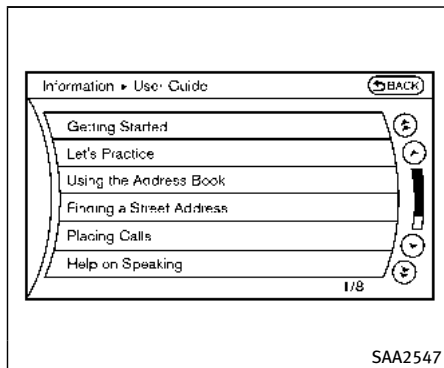 Information ▸ User Guide
BACK
Getting Started
Let's Practice
Using the Address Book
Finding a Street Address
Placing Calls
Help on Speaking
1/8
SAA2547